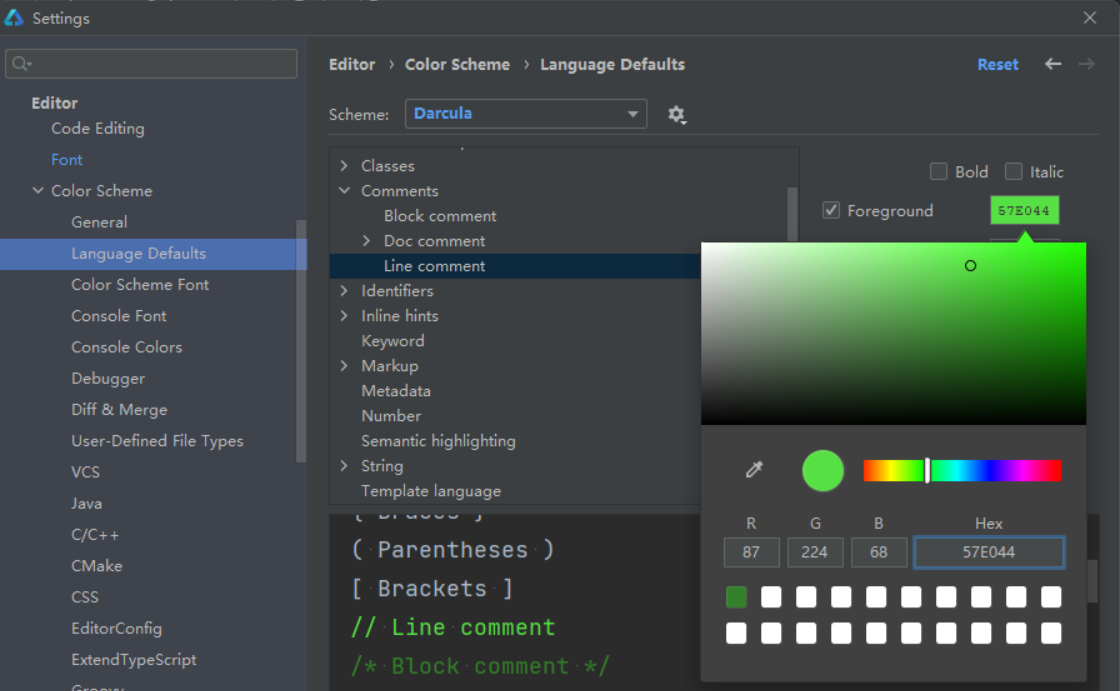 Settings
Editor
Code Editing
Font
Color Scheme
General
Language Defaults
Color Scheme Font
Console Font
Console Colors
Debugger
Diff & Merge
User-Defined File Types
VCS
Java
C/C++
CMake
CSS
EditorConfig
ExtendTypeScript
Groovy
Editor › Color Scheme › Language Defaults
Reset
Scheme: Darcula
Classes
Comments
Block comment
Doc comment
Line comment
Identifiers
Inline hints
Keyword
Markup
Metadata
Number
Semantic highlighting
String
Template language
Bold Italic
Foreground 57E044
R G B Hex
87 224 68 57E044
{ Braces }
( Parentheses )
[ Brackets ]
// Line comment
/* Block comment */